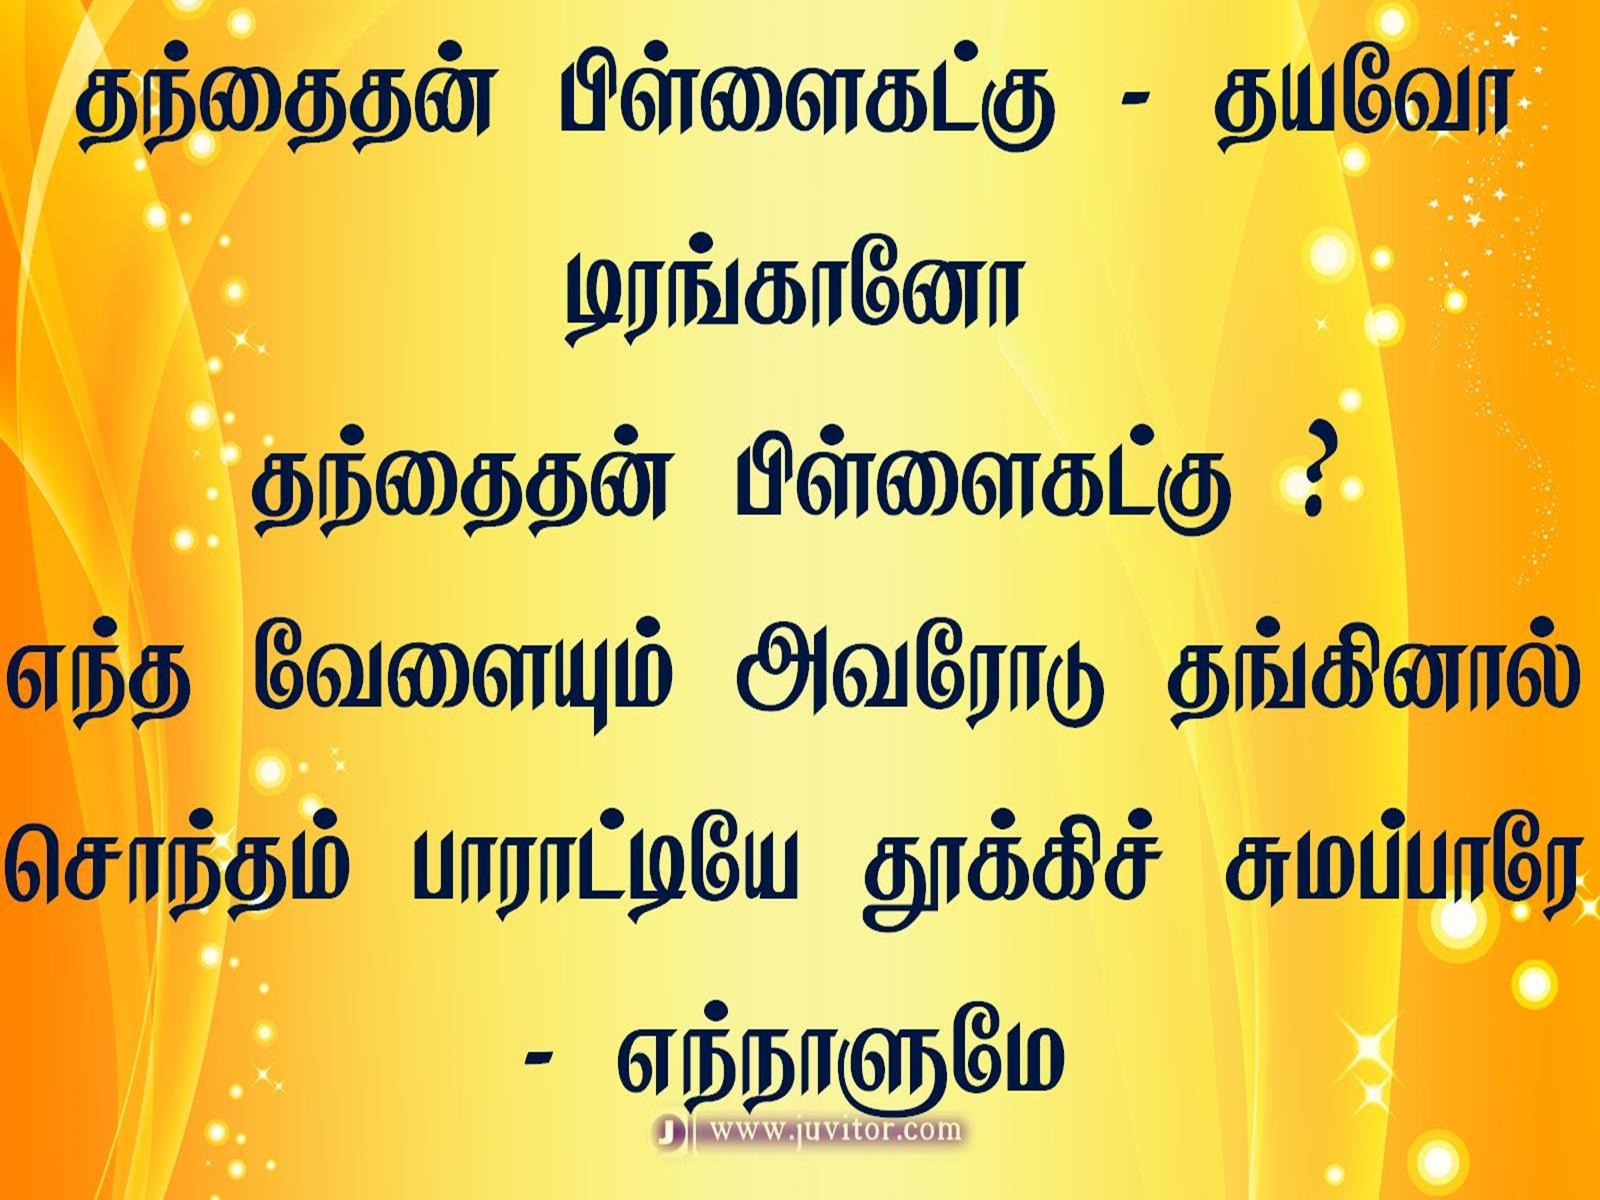 தந்தைதன் பிள்ளைகட்கு - தயவோ
டிரங்கானோ
தந்தைதன் பிள்ளைகட்கு ?
எந்த வேளையும் அவரோடு தங்கினால்
சொந்தம் பாராட்டியே தூக்கிச் சுமப்பாரே
- எந்நாளுமே
J www.juvitor.com